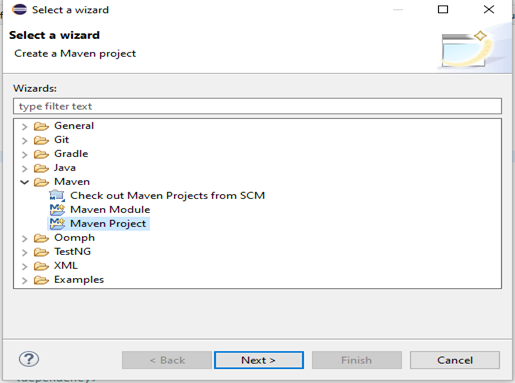 Select a wizard
Select a wizard
Create a Maven project
Wizards:
type filter text
General
Git
Gradle
Java
Maven
Check out Maven Projects from SCM
Maven Module
Maven Project
Oomph
TestNG
XML
Examples
? < Back Next > Finish Cancel